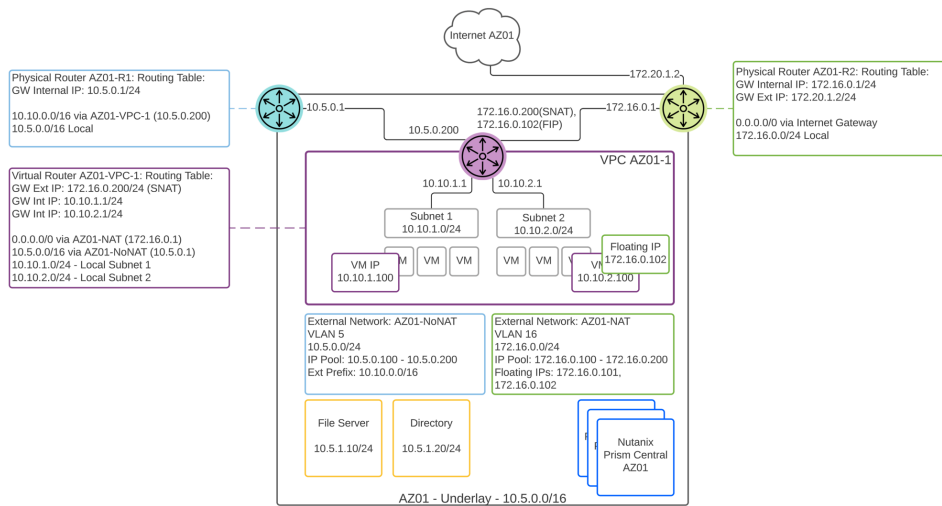 Internet AZ01
172.20.1.2
Physical Router AZ01-R1: Routing Table:
GW Internal IP: 10.5.0.1/24
10.10.0.0/16 via AZ01-VPC-1 (10.5.0.200)
10.5.0.0/16 Local
10.5.0.1
10.5.0.200
172.16.0.200(SNAT),
172.16.0.102(FIP)
172.16.0.1
Physical Router AZ01-R2: Routing Table:
GW Internal IP: 172.16.0.1/24
GW Ext IP: 172.20.1.2/24
0.0.0.0/0 via Internet Gateway
172.16.0.0/24 Local
Virtual Router AZ01-VPC-1: Routing Table:
GW Ext IP: 172.16.0.200/24 (SNAT)
GW Int IP: 10.10.1.1/24
GW Int IP: 10.10.2.1/24
0.0.0.0/0 via AZ01-NAT (172.16.0.1)
10.5.0.0/16 via AZ01-NoNAT (10.5.0.1)
10.10.1.0/24 - Local Subnet 1
10.10.2.0/24 - Local Subnet 2
VPC AZ01-1
10.10.1.1
10.10.2.1
Subnet 1
10.10.1.0/24
Subnet 2
10.10.2.0/24
VM IP
10.10.1.100
M
VM
VM
VM
VM
V
VM
10.10.2.100
Floating IP
172.16.0.102
External Network: AZ01-NoNAT
VLAN 5
10.5.0.0/24
IP Pool: 10.5.0.100 - 10.5.0.200
Ext Prefix: 10.10.0.0/16
External Network: AZ01-NAT
VLAN 16
172.16.0.0/24
IP Pool: 172.16.0.100 - 172.16.0.200
Floating IPs: 172.16.0.101,
172.16.0.102
File Server
10.5.1.10/24
Directory
10.5.1.20/24
Nutanix
Prism Central
AZ01
AZ01 - Underlay - 10.5.0.0/16